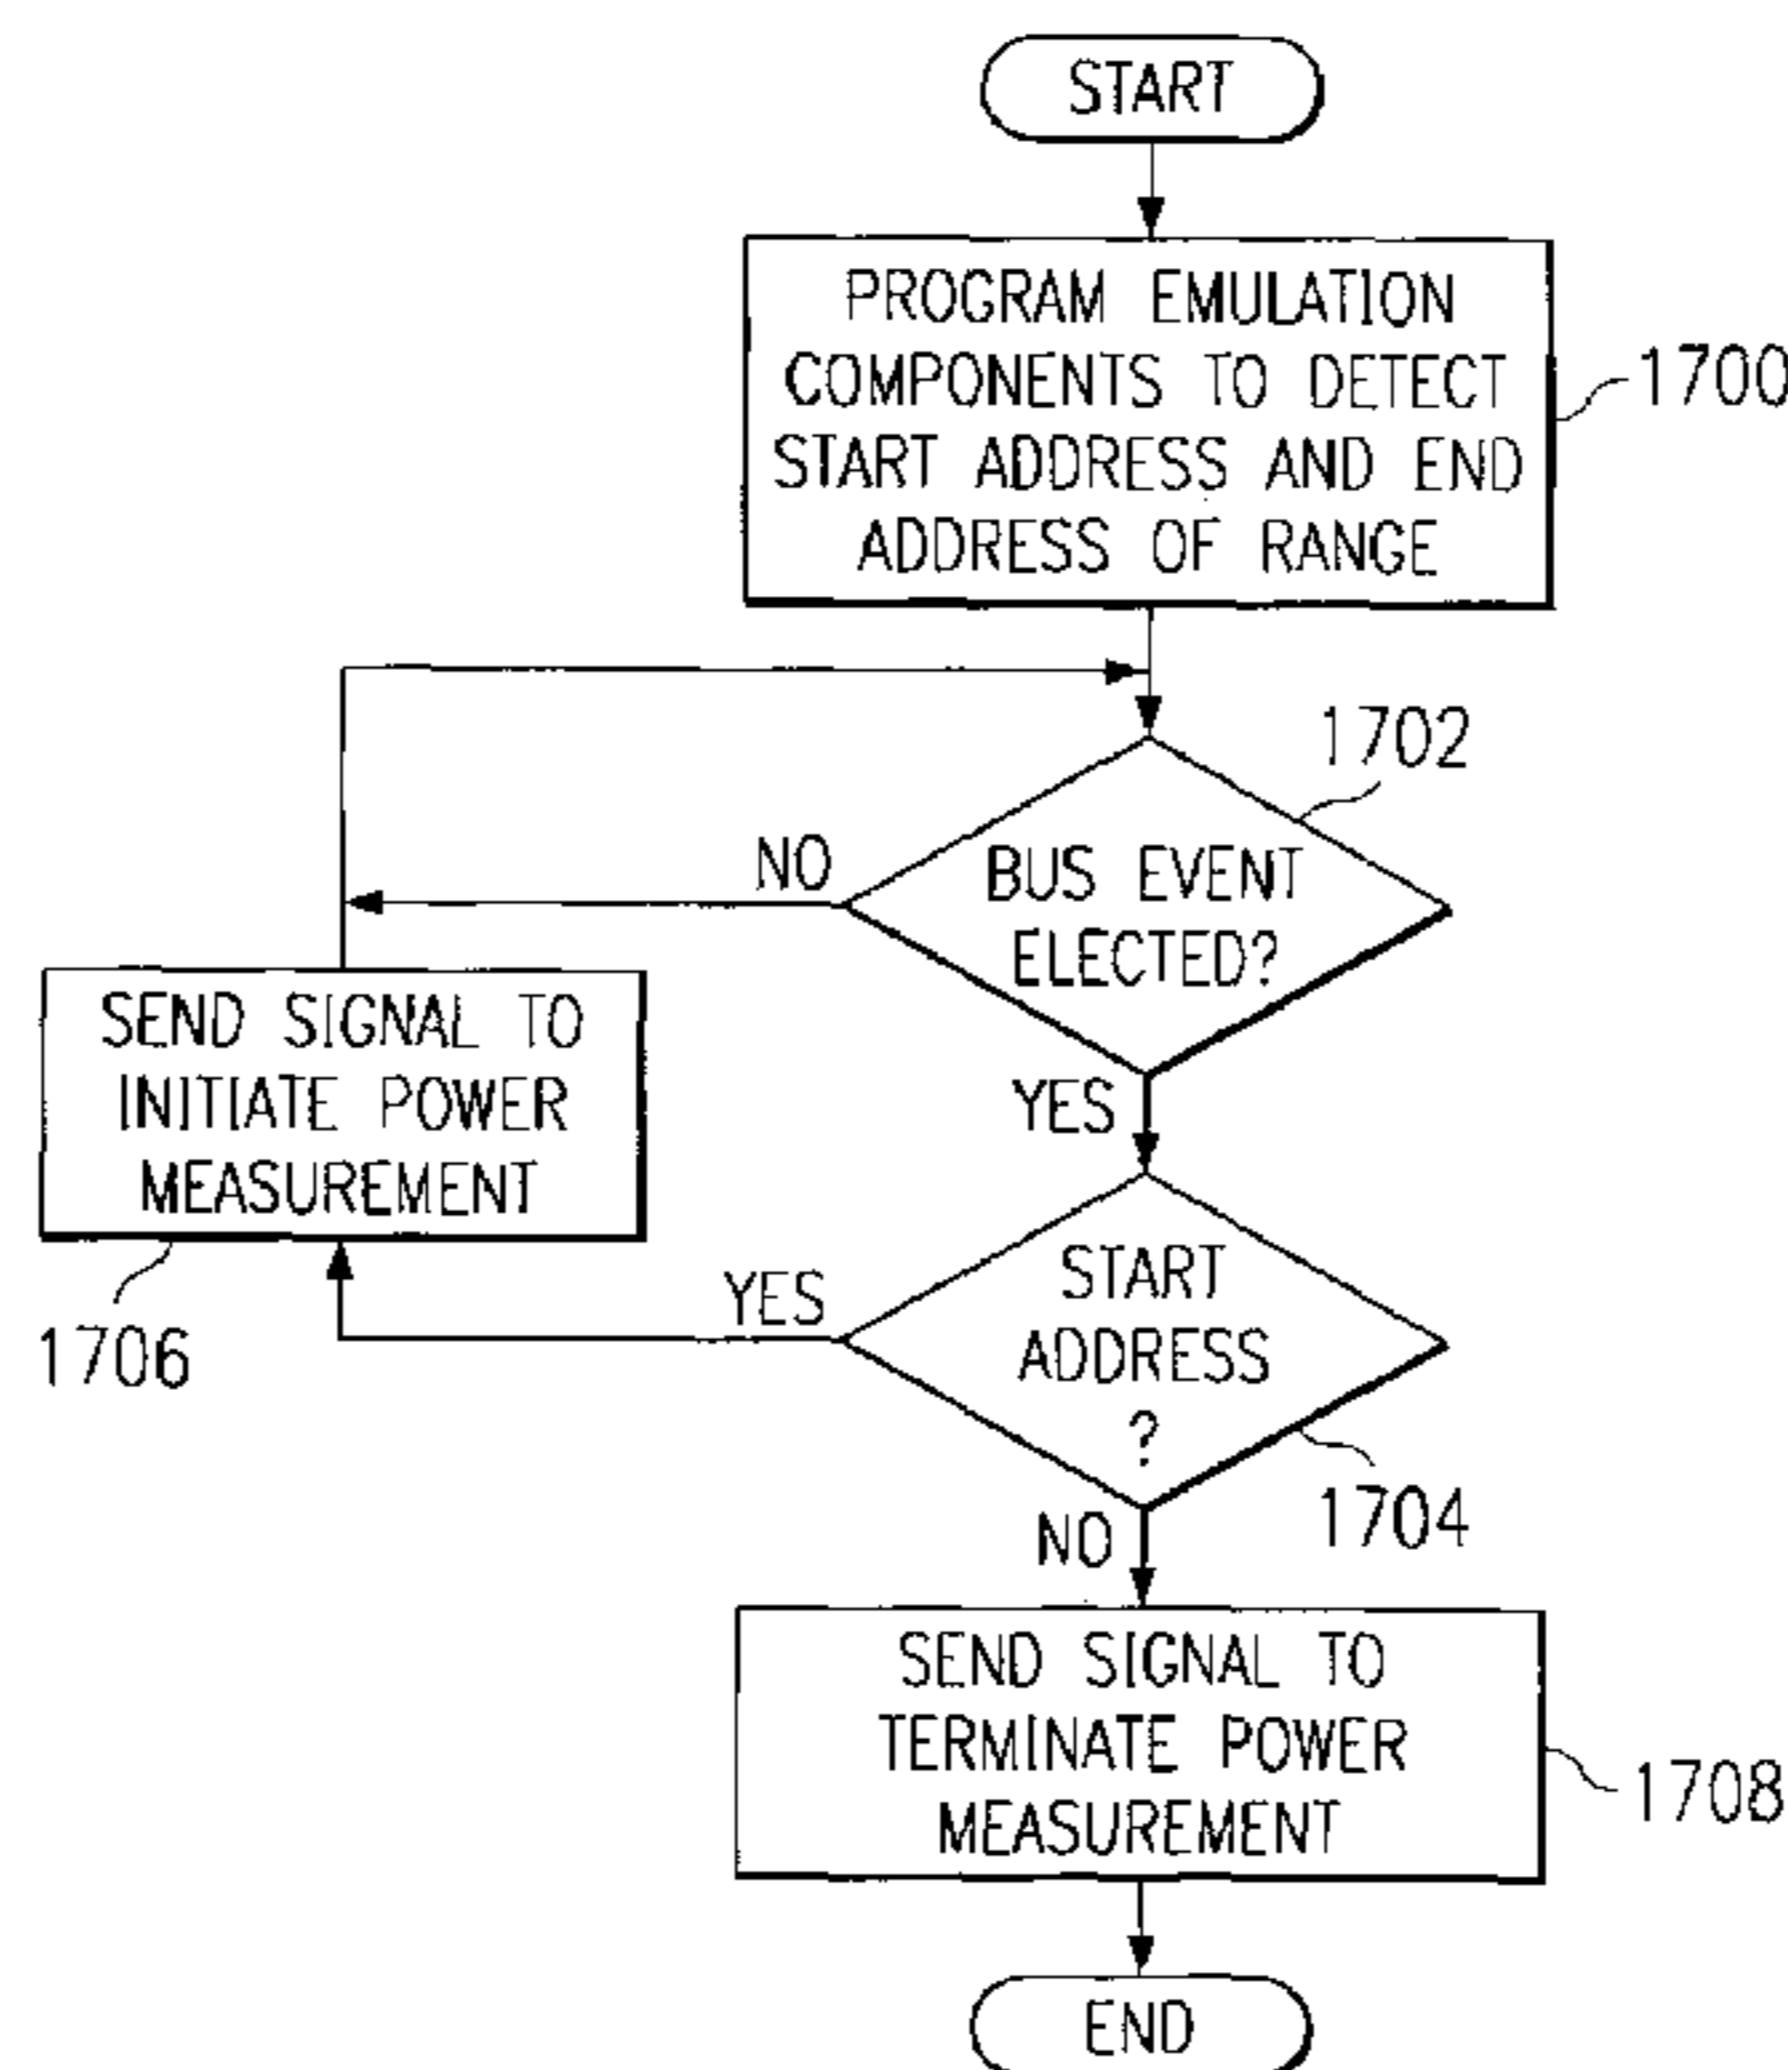 START
PROGRAM EMULATION
COMPONENTS TO DETECT
START ADDRESS AND END
ADDRESS OF RANGE
1700
1702
NO
BUS EVENT
ELECTED?
SEND SIGNAL TO
INITIATE POWER
MEASUREMENT
YES
1706
YES
START
ADDRESS
?
1704
NO
SEND SIGNAL TO
TERMINATE POWER
MEASUREMENT
1708
END